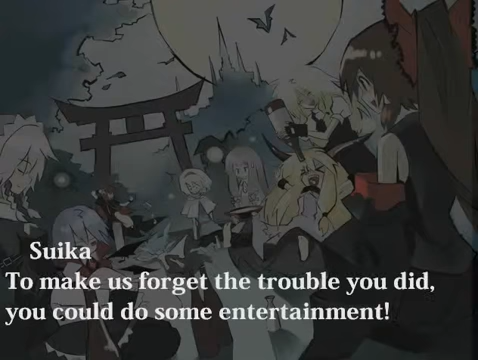 Suika
To make us forget the trouble you did,
you could do some entertainment!